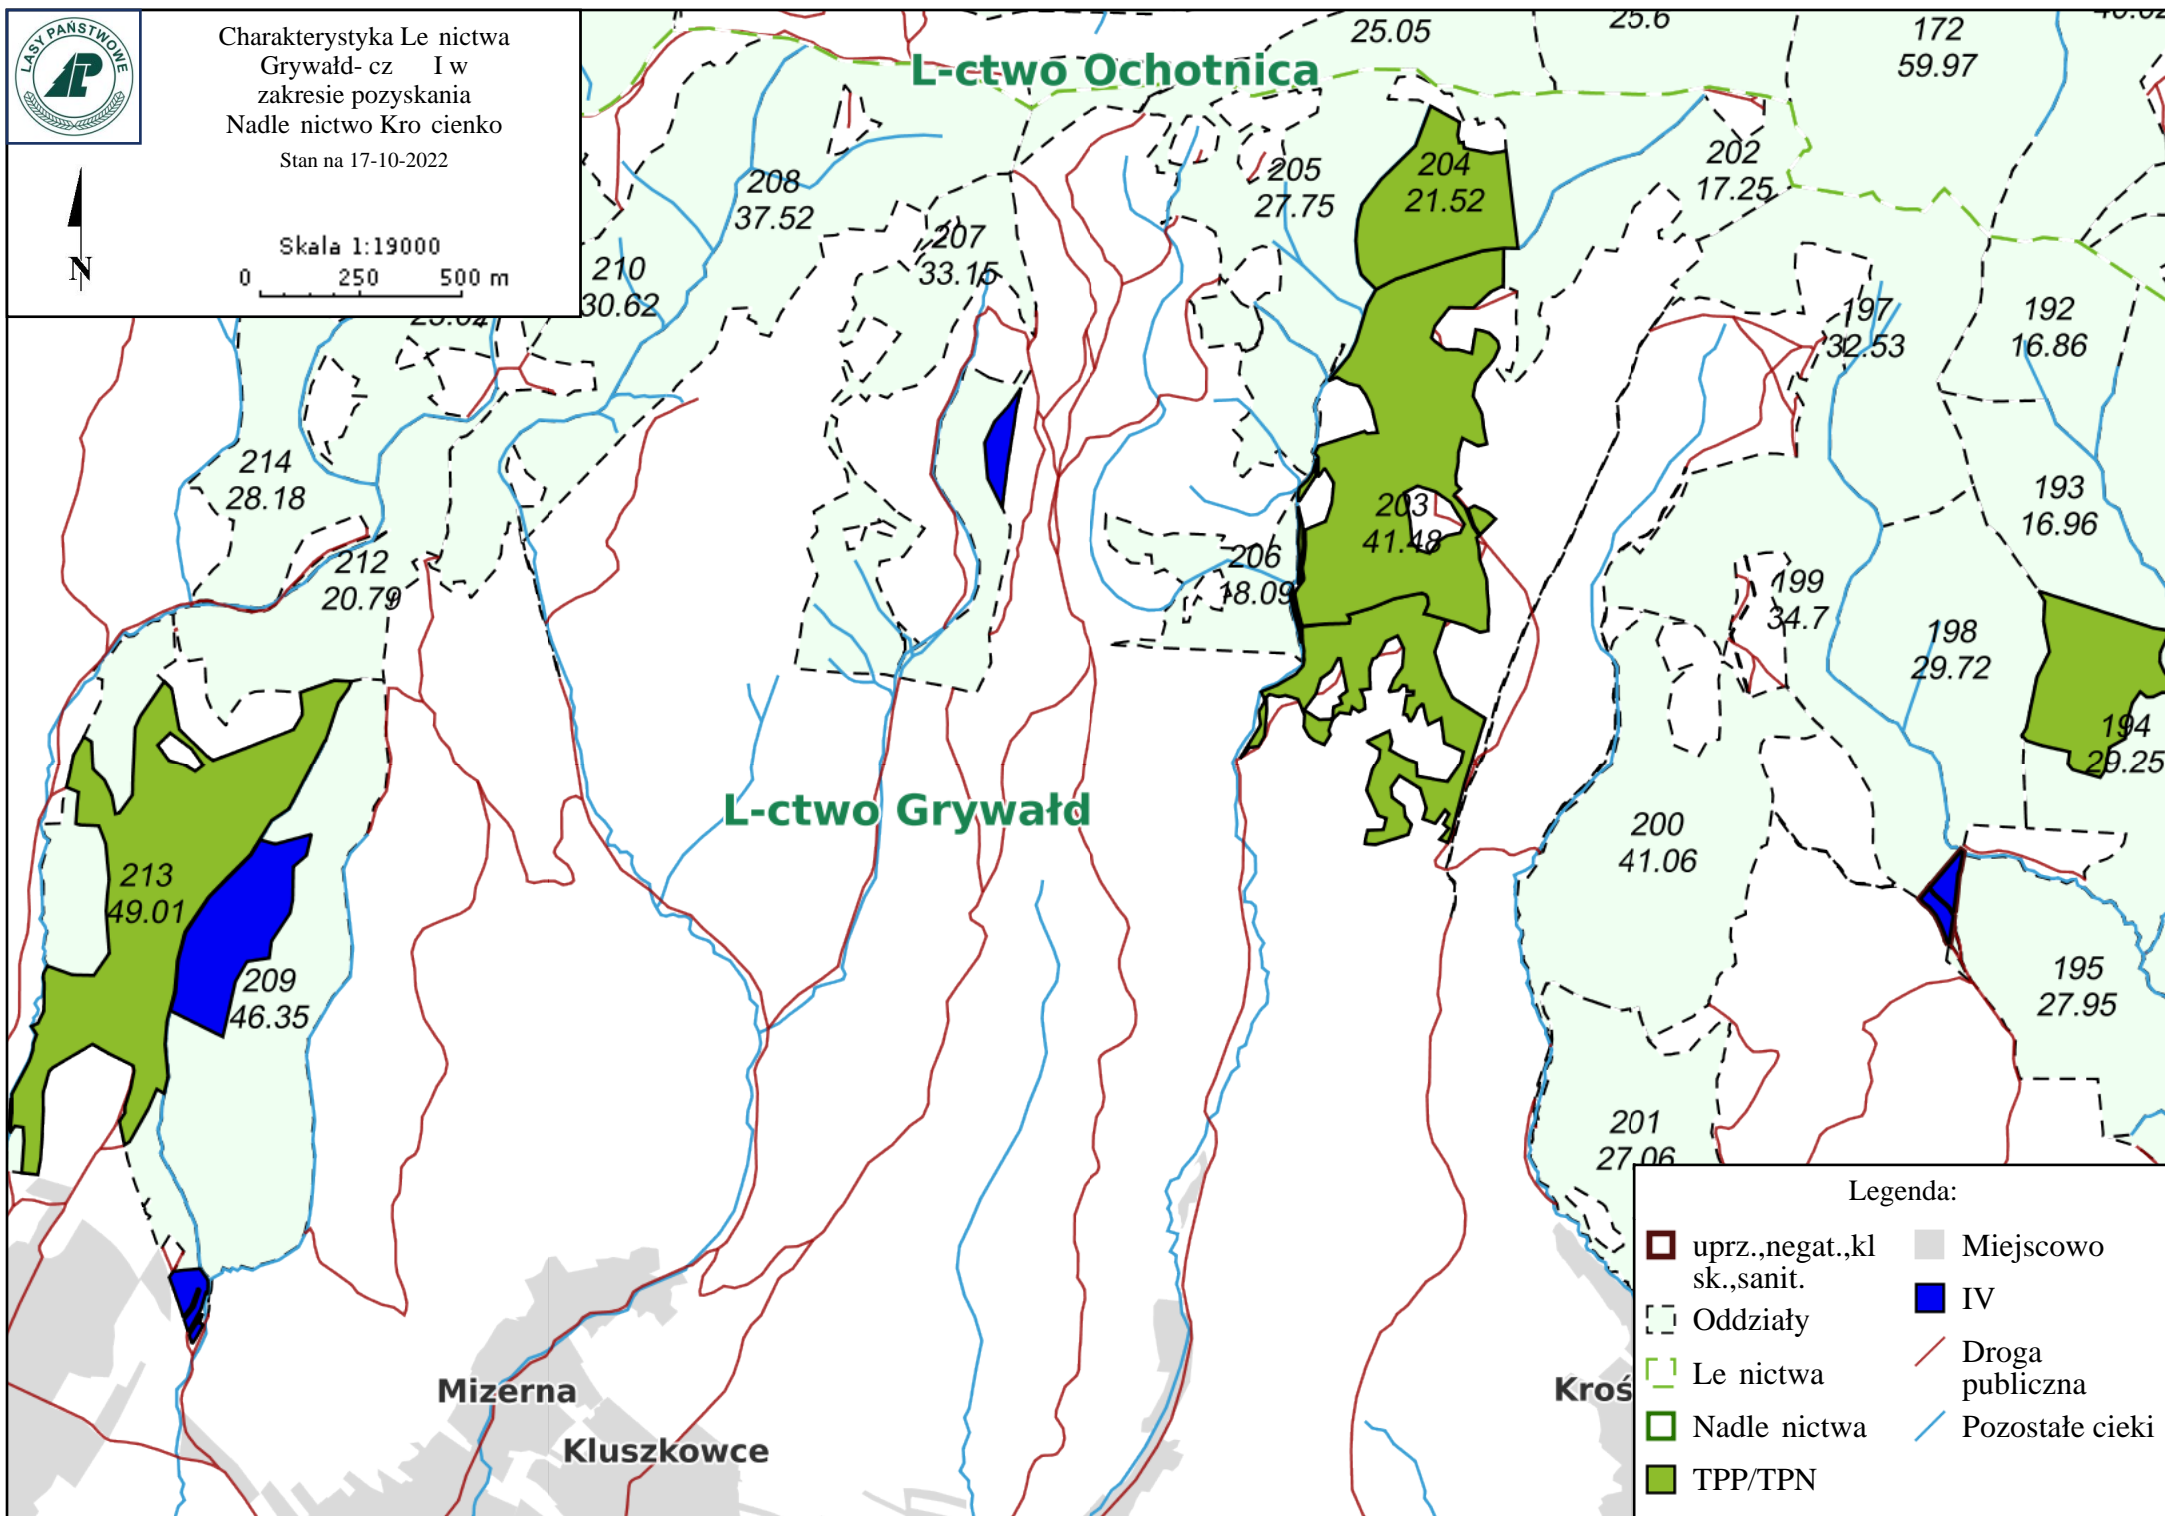 LASY PAŃSTWOWE
Charakterystyka Le nictwa
Grywałd- cz I w
zakresie pozyskania
Nadle nictwo Kro cienko
Stan na 17-10-2022
N
Skala 1:19000
0 250 500 m
25.05
25.6
172
59.97
L-ctwo Ochotnica
208
37.52
205
27.75
204
21.52
202
17.25
207
33.15
210
30.62
197
32.53
192
16.86
214
28.18
193
16.96
203
41.48
212
20.79
206
18.09
199
34.7
198
29.72
194
29.25
L-ctwo Grywałd
200
41.06
213
49.01
209
46.35
195
27.95
201
27.06
Mizerna
Kluszkowce
Kroś
Legenda:
uprz.,negat.,kl
sk.,sanit.
Oddziały
Le nictwa
Nadle nictwa
TPP/TPN
Miejscowo
IV
Droga
publiczna
Pozostałe cieki